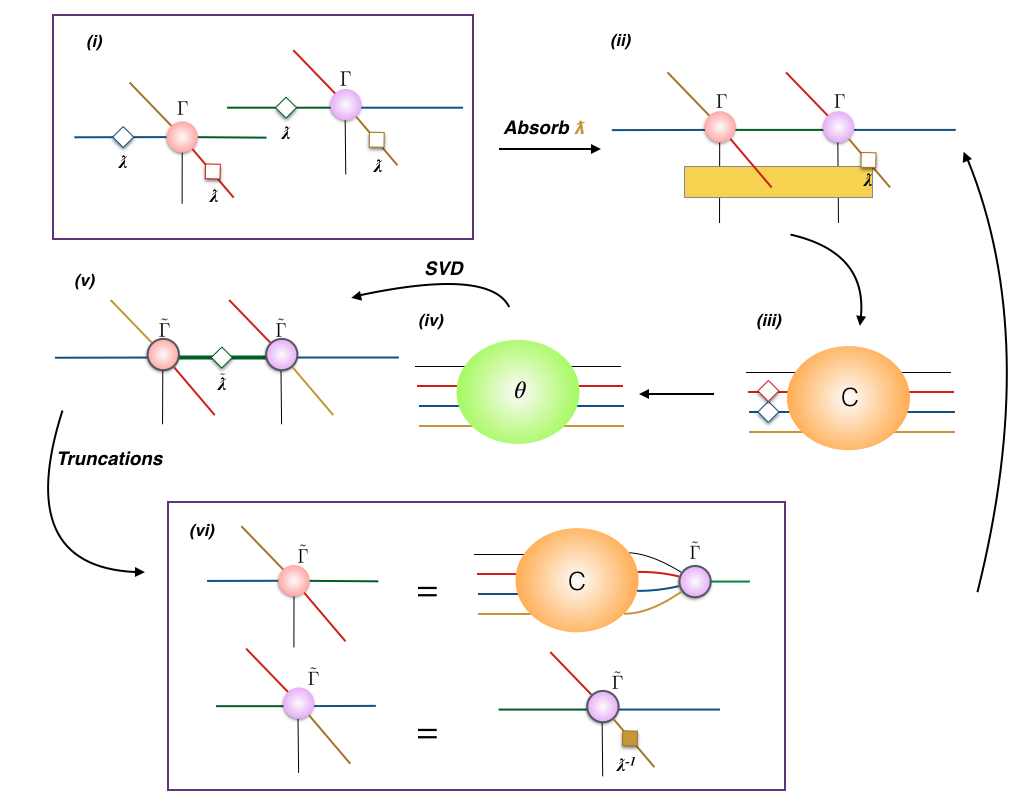 (i)
Γ
λ̃
λ̃
Γ
λ̃
λ̃
Absorb λ̃
(ii)
Γ
Γ
λ̃
(iii)
C
(iv)
θ
SVD
(v)
Γ̃
Γ̃
λ̃
Truncations
(vi)
Γ̃
=
C
Γ̃
Γ̃
=
Γ̃
λ̃⁻¹